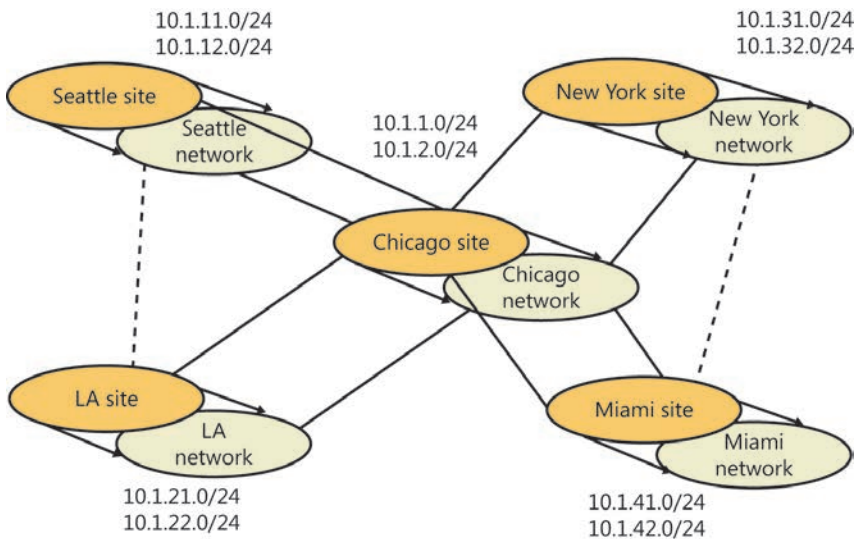 10.1.11.0/24
10.1.12.0/24
10.1.31.0/24
10.1.32.0/24
Seattle site
Seattle
network
New York site
New York
network
10.1.1.0/24
10.1.2.0/24
Chicago site
Chicago
network
LA site
LA
network
Miami site
Miami
network
10.1.21.0/24
10.1.22.0/24
10.1.41.0/24
10.1.42.0/24